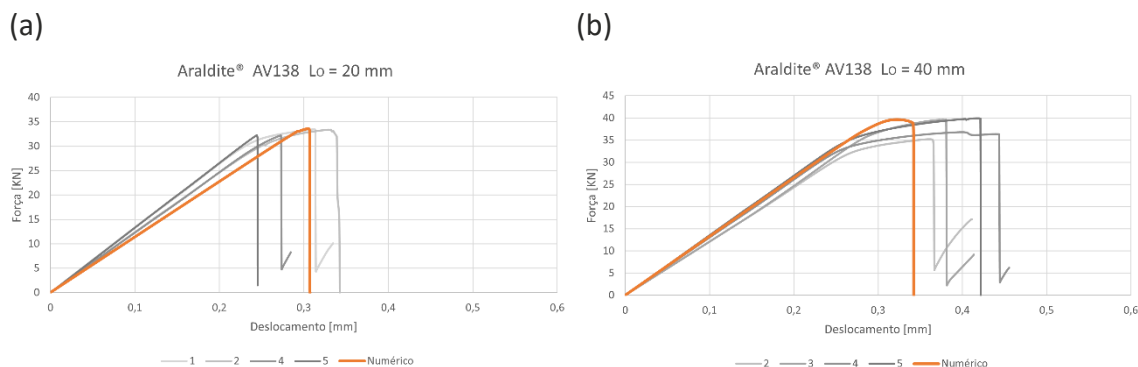 (a)
Araldite® AV138 Lo = 20 mm
Força [KN]
40
35
30
25
20
15
10
5
0
0 0,1 0,2 0,3 0,4 0,5 0,6
Deslocamento [mm]
1 2 4 5 Numérico
(b)
Araldite® AV138 Lo = 40 mm
Força [KN]
45
40
35
30
25
20
15
10
5
0
0 0,1 0,2 0,3 0,4 0,5 0,6
Deslocamento [mm]
2 3 4 5 Numérico